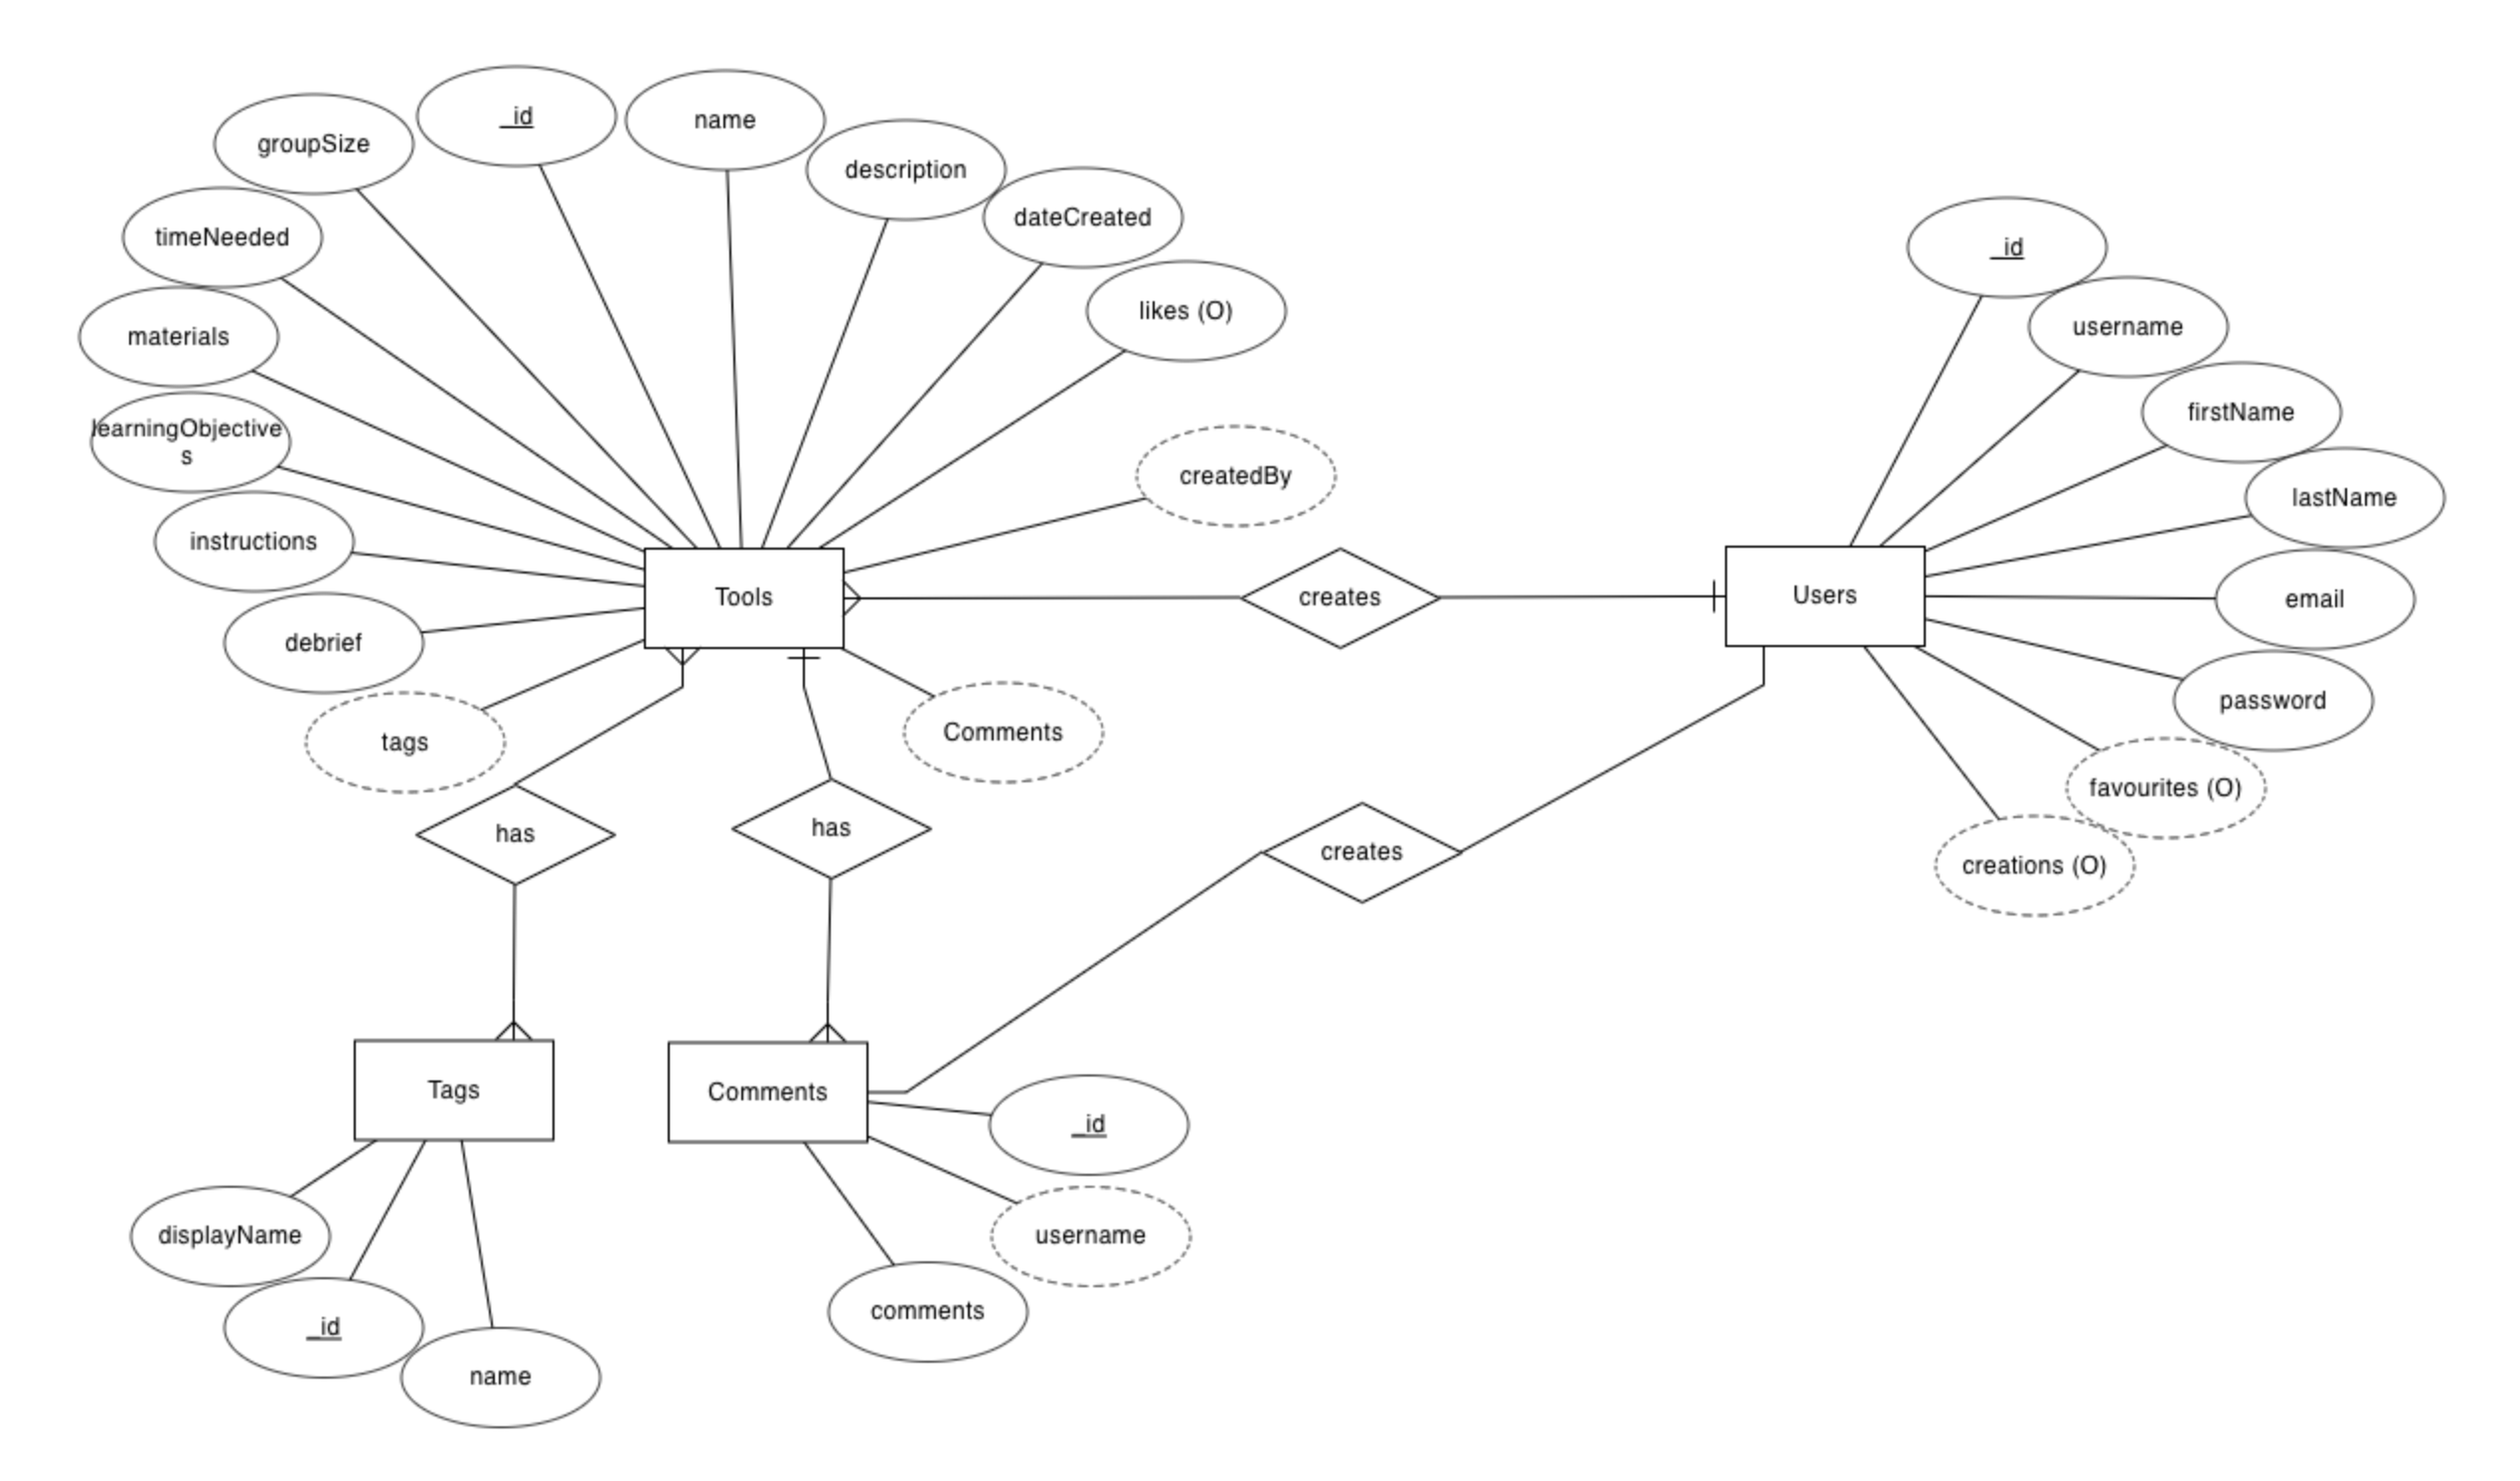 _id
name
groupSize
description
dateCreated
timeNeeded
_id
likes (O)
username
materials
firstName
learningObjective
s
createdBy
lastName
instructions
Tools
creates
Users
email
debrief
password
tags
Comments
favourites (O)
has
has
creates
creations (O)
Tags
Comments
_id
displayName
username
comments
_id
name